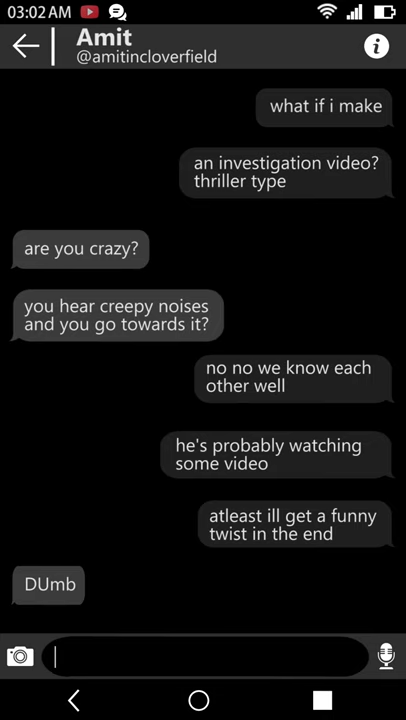 03:02 AM
Amit
@amitincloverfield
what if i make
an investigation video?
thriller type
are you crazy?
you hear creepy noises
and you go towards it?
no no we know each
other well
he's probably watching
some video
atleast ill get a funny
twist in the end
DUmb